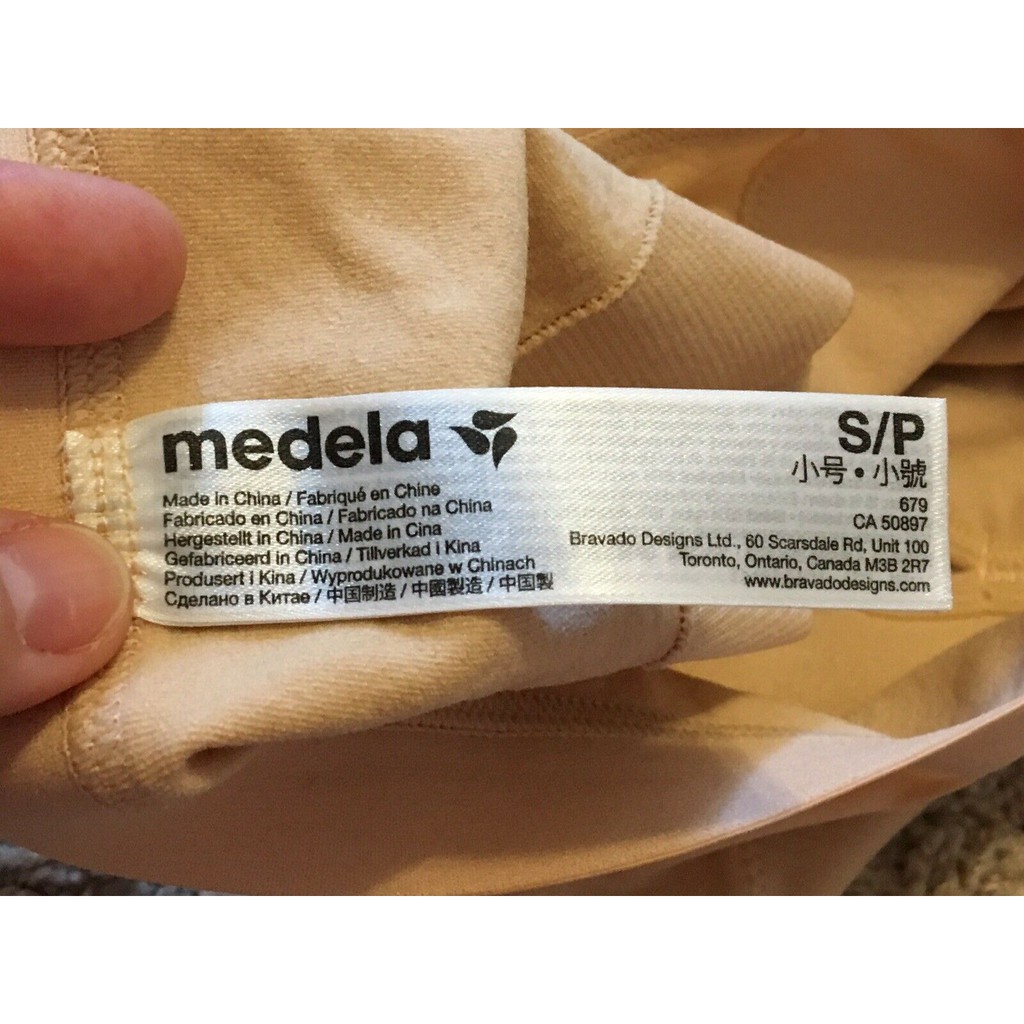 medela
Made in China / Fabriqué en Chine
Fabricado en China / Fabricado na China
Hergestellt in China / Made in Cina
Gefabriceerd in China / Tillverkad i Kina
Produsert i Kina / Wyprodukowane w Chinach
Сделано в Китае / 中国制造 / 中國製造 / 中国製
S/P
小号 • 小號
679
CA 50897
Bravado Designs Ltd., 60 Scarsdale Rd, Unit 100
Toronto, Ontario, Canada M3B 2R7
www.bravadodesigns.com